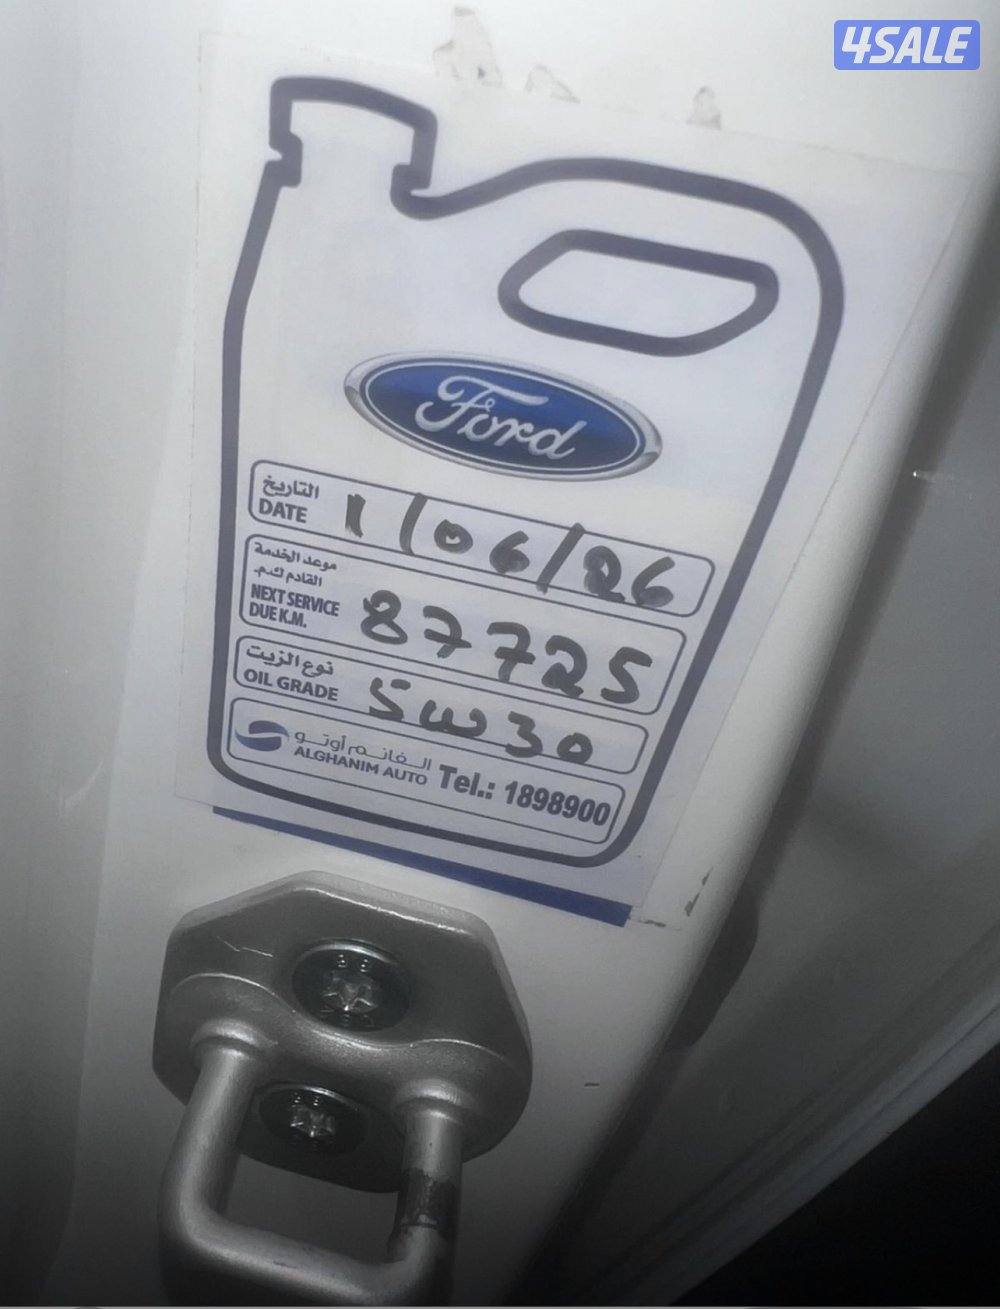 4SALE
Ford
التاريخ
DATE 1/06/26
موعد الخدمة
القادم ك.م.
NEXT SERVICE
DUE K.M. 87725
نوع الزيت
OIL GRADE 5W30
الغانم أوتو
ALGHANIM AUTO Tel.: 1898900